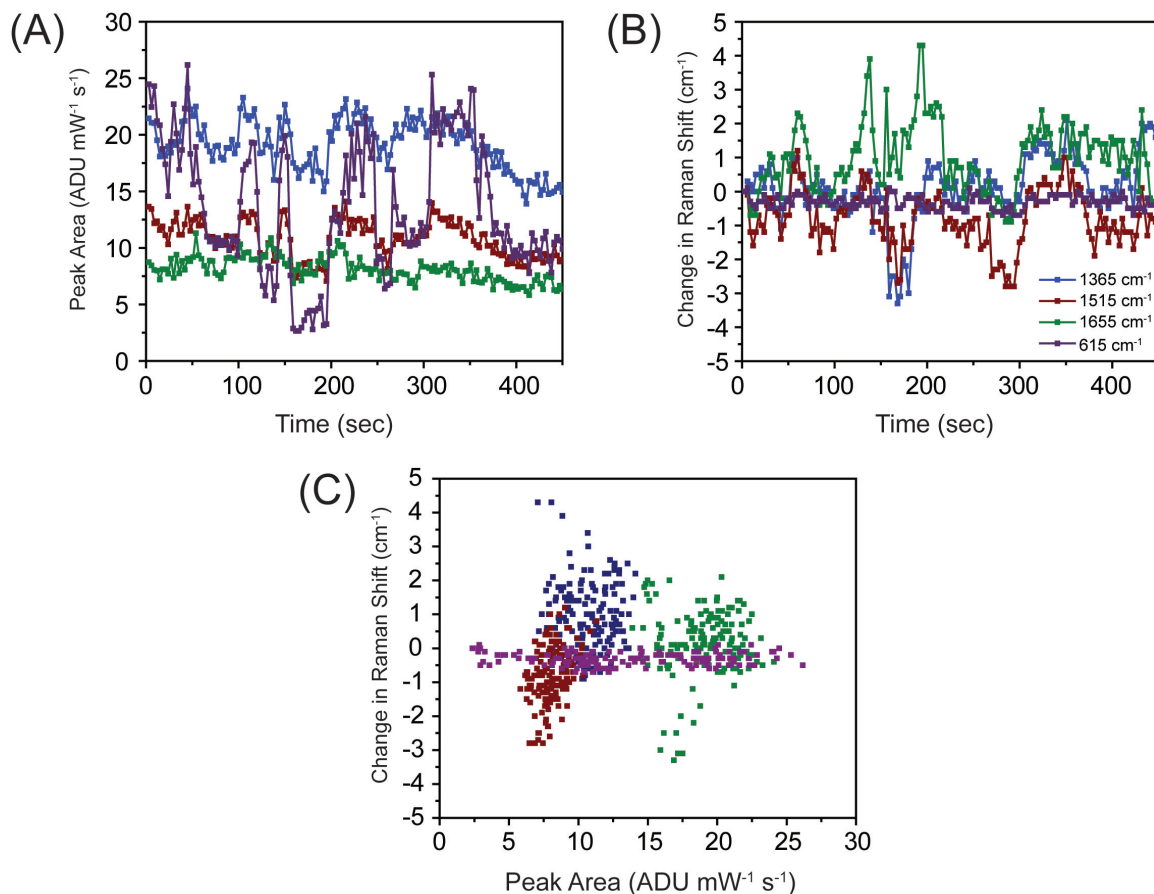 (A)
30
25
20
15
10
5
0
Peak Area (ADU mW⁻¹ s⁻¹)
0 100 200 300 400
Time (sec)
(B)
5
4
3
2
1
0
-1
-2
-3
-4
-5
Change in Raman Shift (cm⁻¹)
1365 cm⁻¹
1515 cm⁻¹
1655 cm⁻¹
615 cm⁻¹
0 100 200 300 400
Time (sec)
(C)
5
4
3
2
1
0
-1
-2
-3
-4
-5
Change in Raman Shift (cm⁻¹)
0 5 10 15 20 25 30
Peak Area (ADU mW⁻¹ s⁻¹)